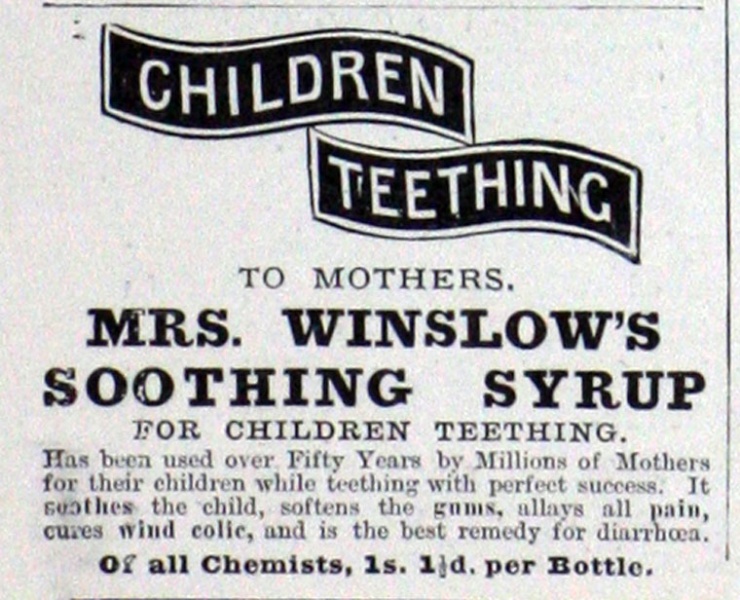 CHILDREN
TEETHING
TO MOTHERS.
MRS. WINSLOW'S
SOOTHING SYRUP
FOR CHILDREN TEETHING.
Has been used over Fifty Years by Millions of Mothers
for their children while teething with perfect success. It
soothes the child, softens the gums, allays all pain,
cures wind colic, and is the best remedy for diarrhœa.
Of all Chemists, 1s. 1½d. per Bottle.